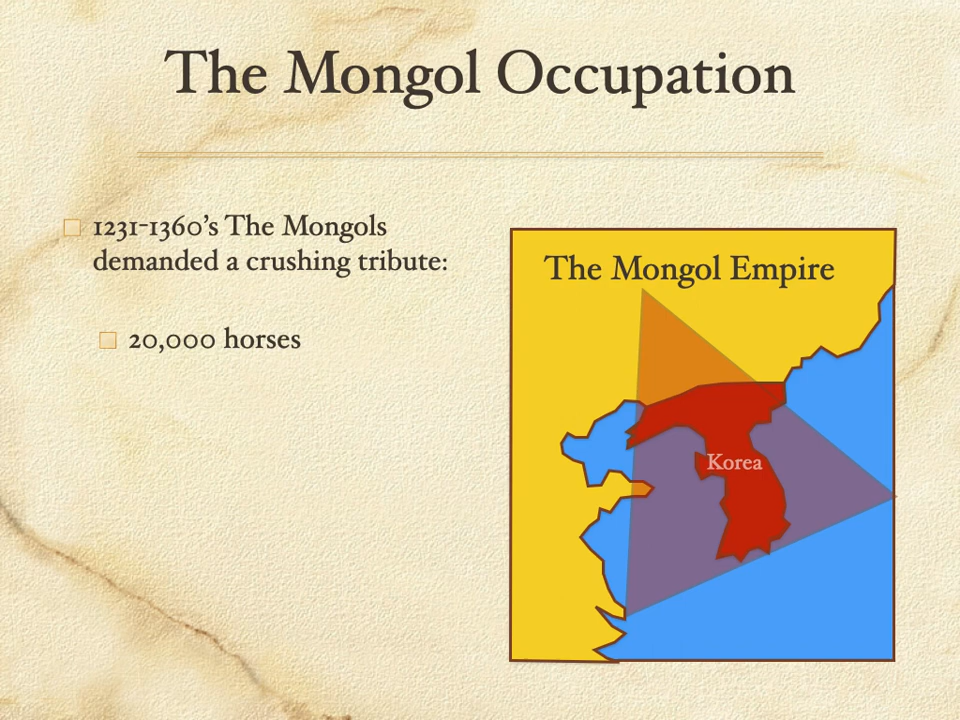 The Mongol Occupation
1231-1360’s The Mongols
demanded a crushing tribute:
20,000 horses
The Mongol Empire
Korea